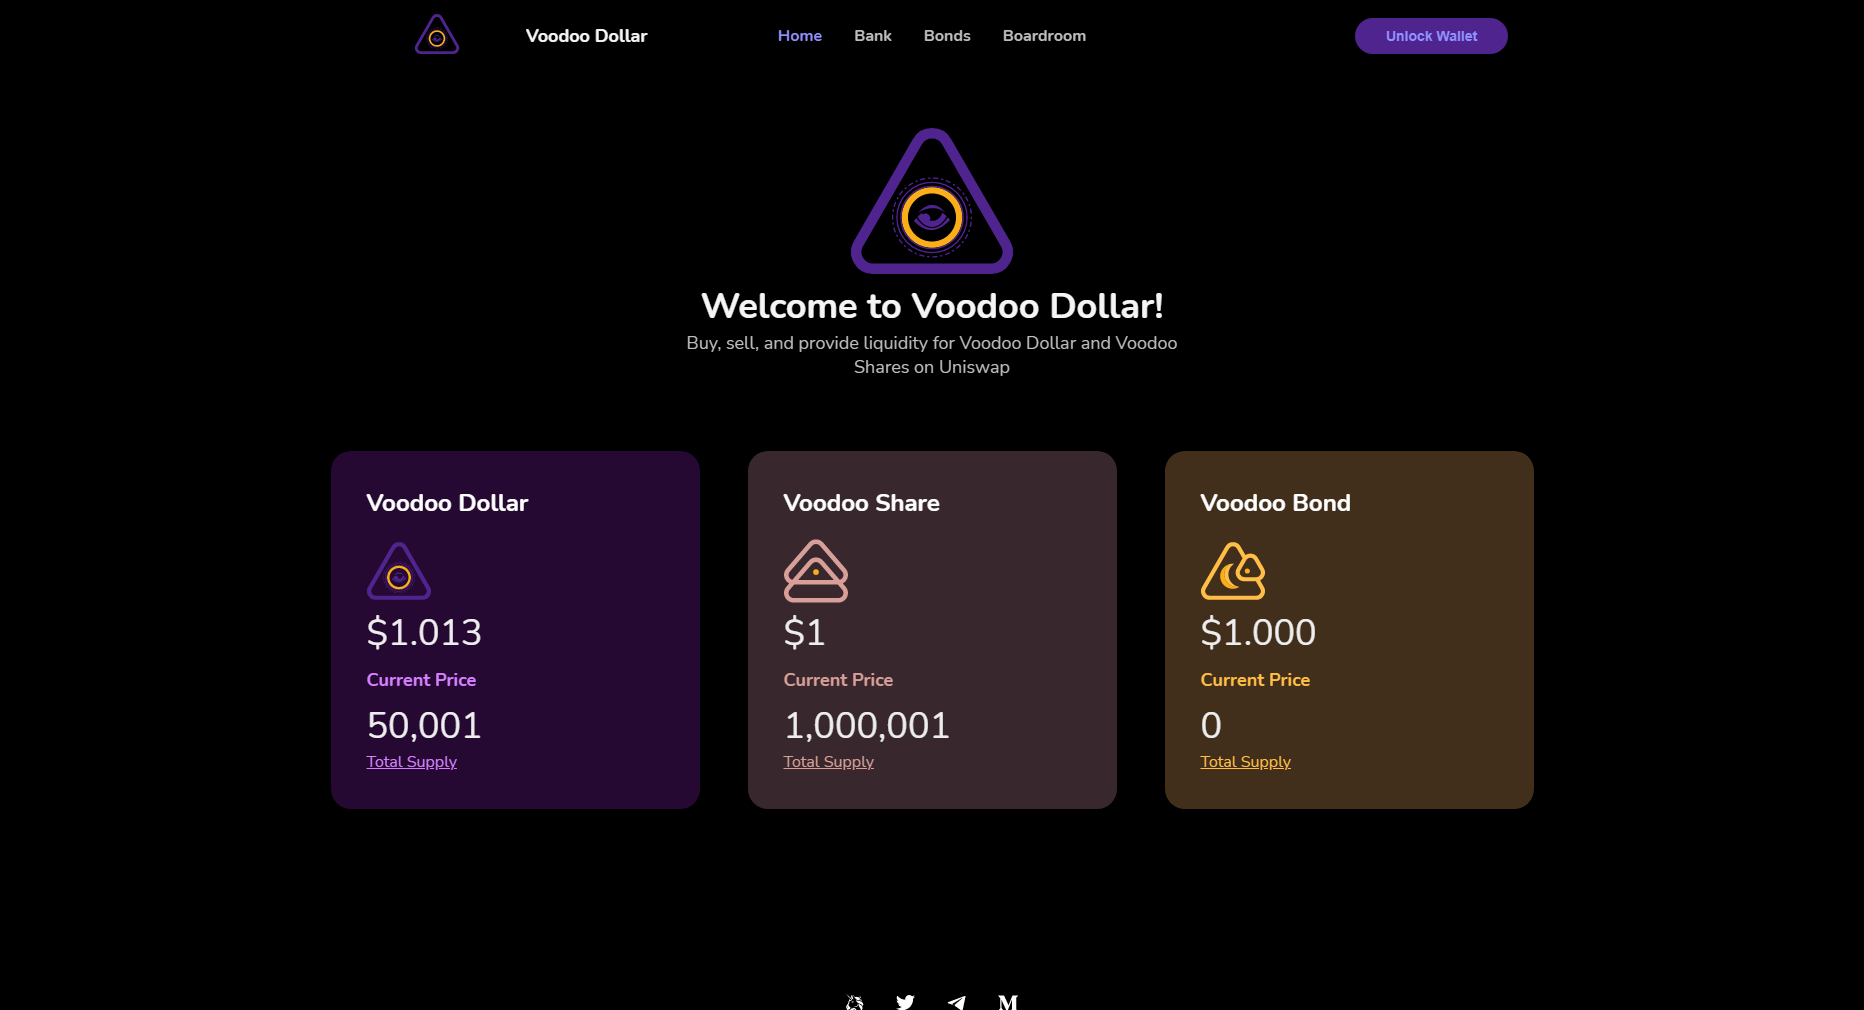 Voodoo Dollar
Home
Bank
Bonds
Boardroom
Unlock Wallet
Welcome to Voodoo Dollar!
Buy, sell, and provide liquidity for Voodoo Dollar and Voodoo
Shares on Uniswap
Voodoo Dollar
$1.013
Current Price
50,001
Total Supply
Voodoo Share
$1
Current Price
1,000,001
Total Supply
Voodoo Bond
$1.000
Current Price
0
Total Supply